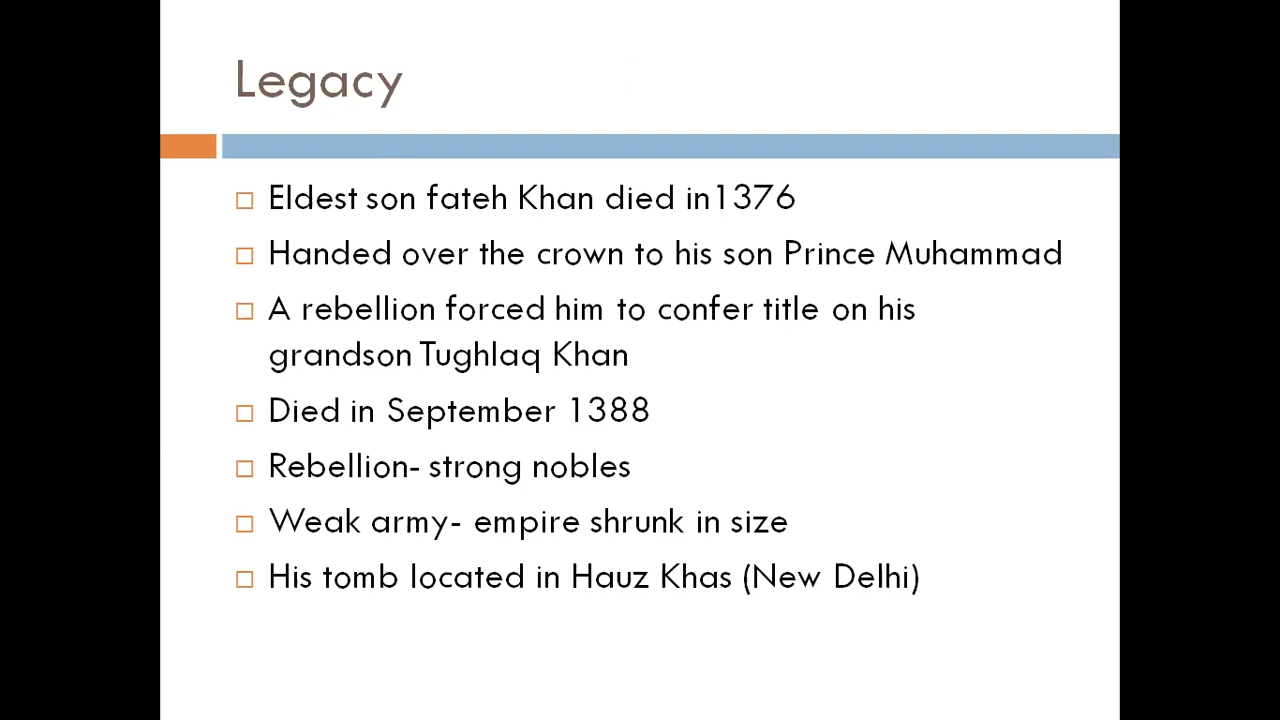 Legacy
Eldest son fateh Khan died in1376
Handed over the crown to his son Prince Muhammad
A rebellion forced him to confer title on his
grandson Tughlaq Khan
Died in September 1388
Rebellion- strong nobles
Weak army- empire shrunk in size
His tomb located in Hauz Khas (New Delhi)